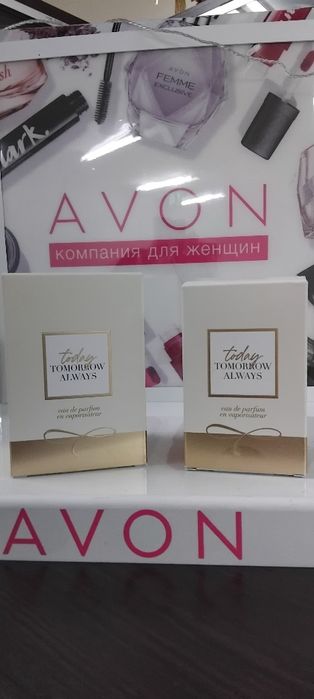 AVON
FEMME
EXCLUSIVE
AVON
компания для женщин
today
TOMORROW
ALWAYS
eau de parfum
en vaporisateur
today
TOMORROW
ALWAYS
eau de parfum
en vaporisateur
AVON